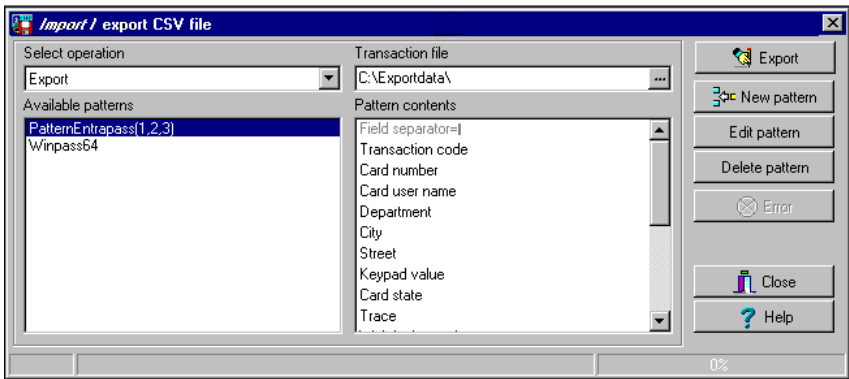 Import / export CSV file
Select operation
Export
Available patterns
PatternEntrapass(1,2,3)
Winpass64
Transaction file
C:\Exportdata\
...
Pattern contents
Field separator=|
Transaction code
Card number
Card user name
Department
City
Street
Keypad value
Card state
Trace
Export
New pattern
Edit pattern
Delete pattern
Error
Close
Help
0%